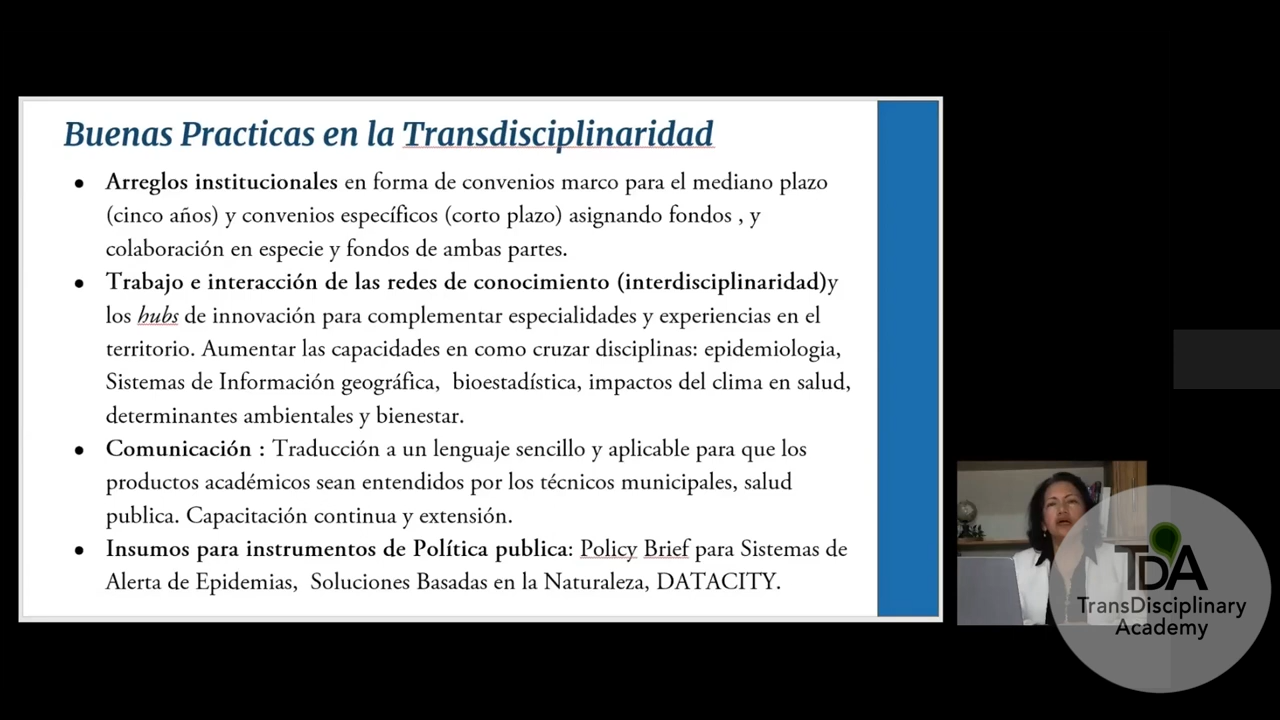 Buenas Practicas en la Transdisciplinaridad
● Arreglos institucionales en forma de convenios marco para el mediano plazo
(cinco años) y convenios específicos (corto plazo) asignando fondos , y
colaboración en especie y fondos de ambas partes.
● Trabajo e interacción de las redes de conocimiento (interdisciplinaridad)y
los hubs de innovación para complementar especialidades y experiencias en el
territorio. Aumentar las capacidades en como cruzar disciplinas: epidemiologia,
Sistemas de Información geográfica, bioestadística, impactos del clima en salud,
determinantes ambientales y bienestar.
● Comunicación : Traducción a un lenguaje sencillo y aplicable para que los
productos académicos sean entendidos por los técnicos municipales, salud
publica. Capacitación continua y extensión.
● Insumos para instrumentos de Política publica: Policy Brief para Sistemas de
Alerta de Epidemias, Soluciones Basadas en la Naturaleza, DATACITY.
TDA
TransDisciplinary
Academy